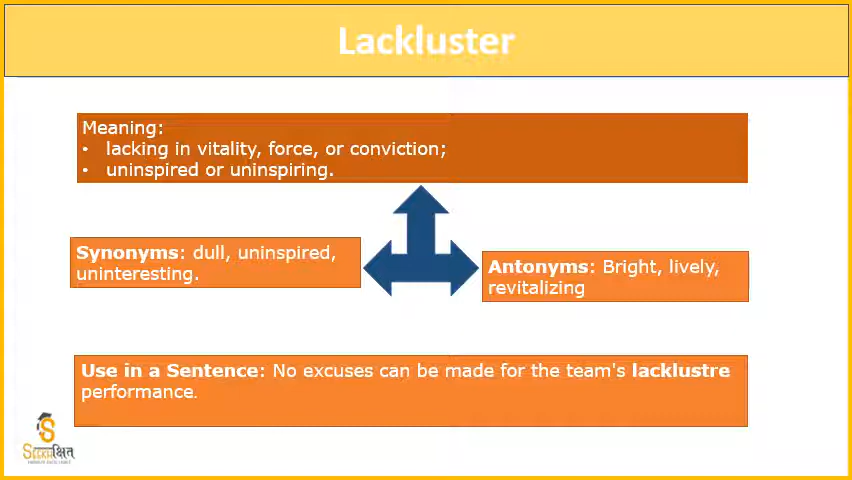 Lackluster
Meaning:
• lacking in vitality, force, or conviction;
• uninspired or uninspiring.
Synonyms: dull, uninspired,
uninteresting.
Antonyms: Bright, lively,
revitalizing
Use in a Sentence: No excuses can be made for the team's lacklustre
performance.